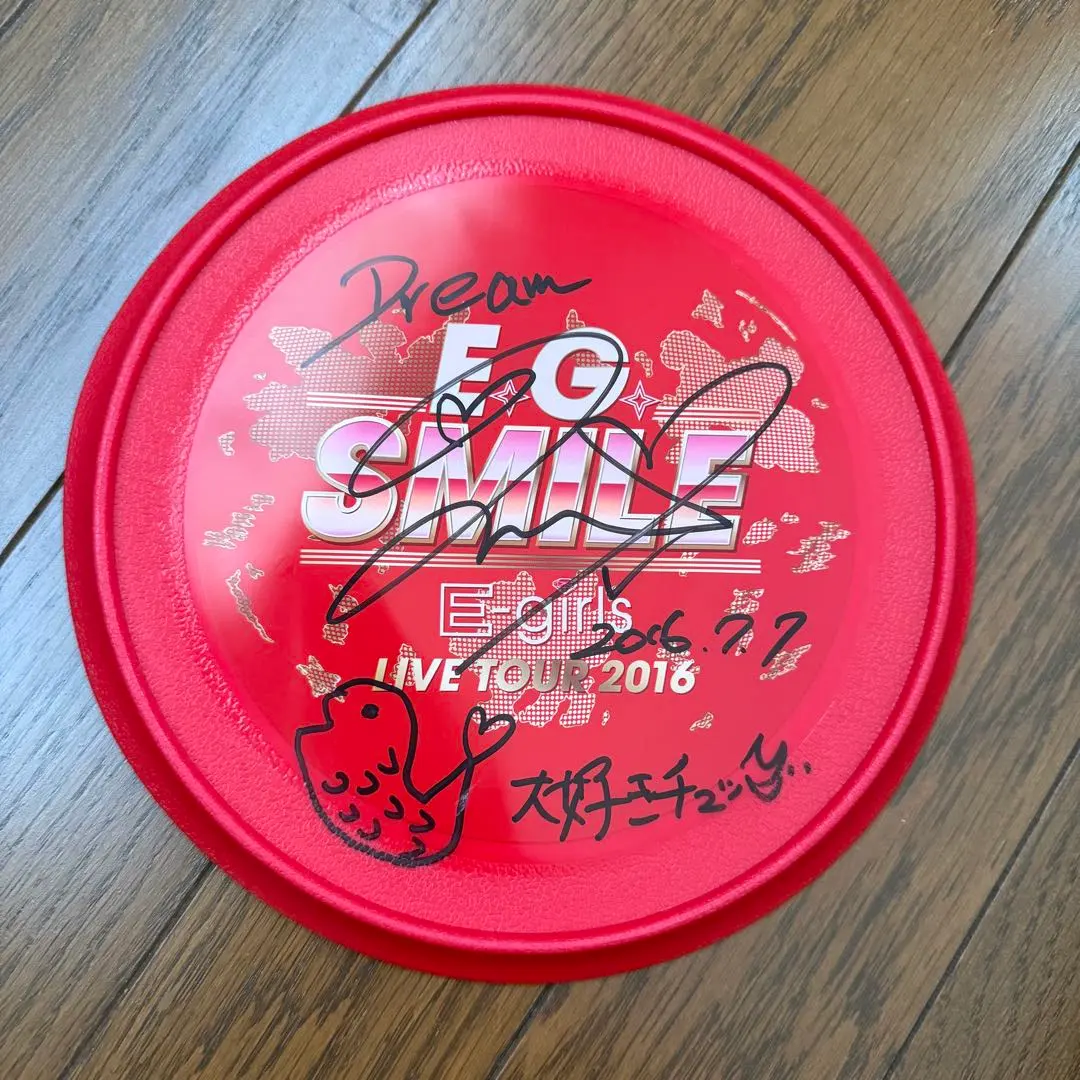 Dream
E.G.
SMILE
E-girls
2016.7.7
LIVE TOUR 2016
大好きチュッ